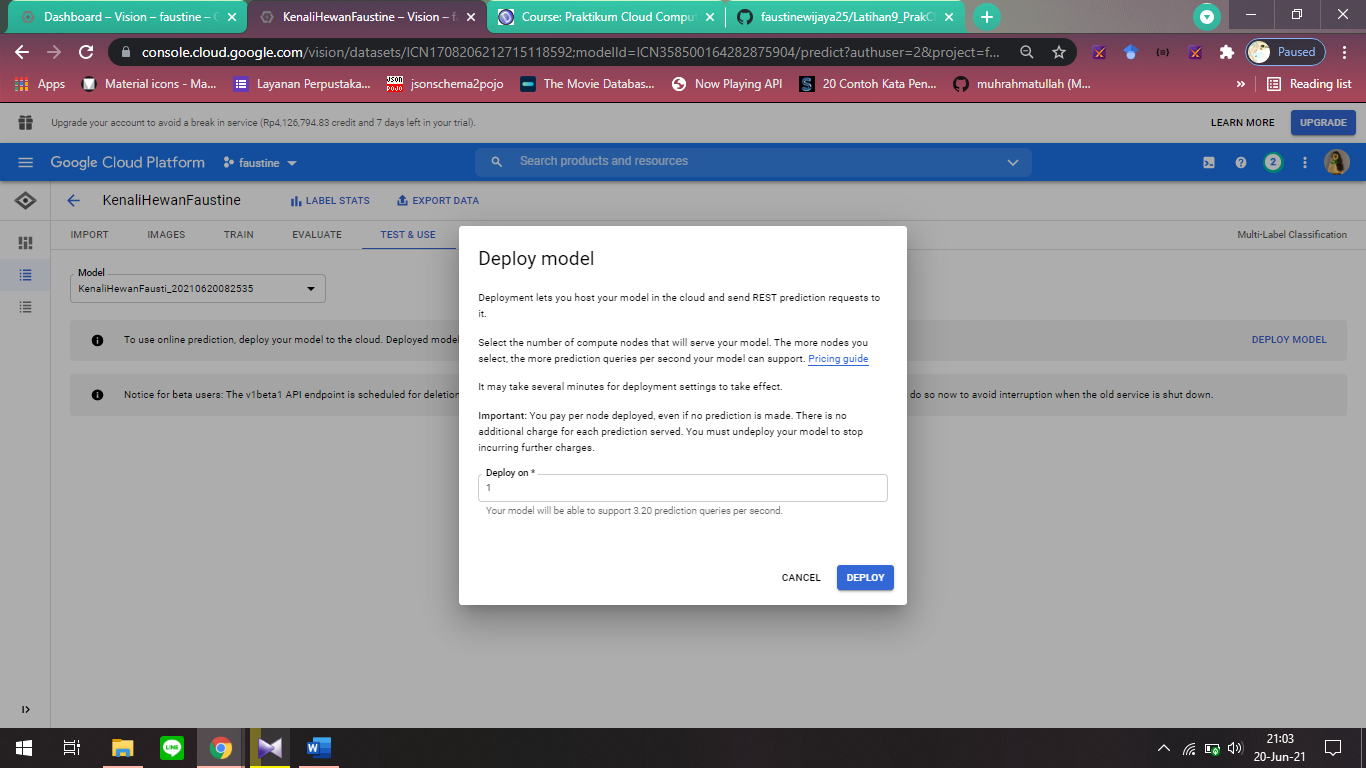 Dashboard – Vision – faustine – G
KenaliHewanFaustine – Vision – fa
Course: Praktikum Cloud Comput
faustinewijaya25/Latihan9_PrakCl
console.cloud.google.com/vision/datasets/ICN1708206212715118592;modelId=ICN358500164282875904/predict?authuser=2&project=f...
Paused
Apps
Material icons - Ma...
Layanan Perpustaka...
jsonschema2pojo
The Movie Databas...
Now Playing API
20 Contoh Kata Pen...
muhrahmatullah (M...
»
Reading list
Upgrade your account to avoid a break in service (Rp4,126,794.83 credit and 7 days left in your trial).
LEARN MORE
UPGRADE
Google Cloud Platform
faustine
Search products and resources
2
KenaliHewanFaustine
LABEL STATS
EXPORT DATA
IMPORT
IMAGES
TRAIN
EVALUATE
TEST & USE
Multi-Label Classification
Model
KenaliHewanFausti_20210620082535
To use online prediction, deploy your model to the cloud. Deployed model
DEPLOY MODEL
Notice for beta users: The v1beta1 API endpoint is scheduled for deletion
do so now to avoid interruption when the old service is shut down.
Deploy model
Deployment lets you host your model in the cloud and send REST prediction requests to
it.
Select the number of compute nodes that will serve your model. The more nodes you
select, the more prediction queries per second your model can support. Pricing guide
It may take several minutes for deployment settings to take effect.
Important: You pay per node deployed, even if no prediction is made. There is no
additional charge for each prediction served. You must undeploy your model to stop
incurring further charges.
Deploy on *
1
Your model will be able to support 3.20 prediction queries per second.
CANCEL
DEPLOY
21:03
20-Jun-21